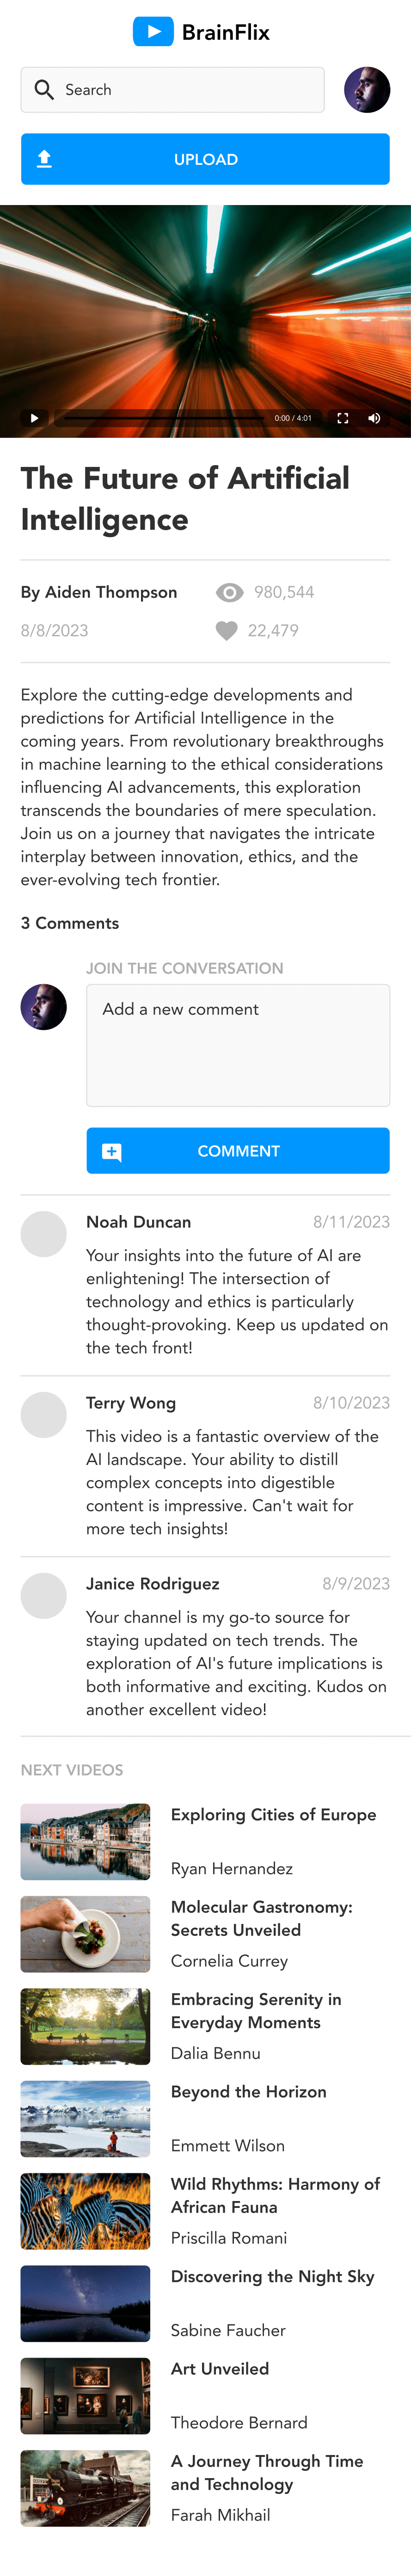 BrainFlix
Search
UPLOAD
0:00 / 4:01
The Future of Artificial
Intelligence
By Aiden Thompson
980,544
8/8/2023
22,479
Explore the cutting-edge developments and
predictions for Artificial Intelligence in the
coming years. From revolutionary breakthroughs
in machine learning to the ethical considerations
influencing AI advancements, this exploration
transcends the boundaries of mere speculation.
Join us on a journey that navigates the intricate
interplay between innovation, ethics, and the
ever-evolving tech frontier.
3 Comments
JOIN THE CONVERSATION
Add a new comment
COMMENT
Noah Duncan
8/11/2023
Your insights into the future of AI are
enlightening! The intersection of
technology and ethics is particularly
thought-provoking. Keep us updated on
the tech front!
Terry Wong
8/10/2023
This video is a fantastic overview of the
AI landscape. Your ability to distill
complex concepts into digestible
content is impressive. Can't wait for
more tech insights!
Janice Rodriguez
8/9/2023
Your channel is my go-to source for
staying updated on tech trends. The
exploration of AI's future implications is
both informative and exciting. Kudos on
another excellent video!
NEXT VIDEOS
Exploring Cities of Europe
Ryan Hernandez
Molecular Gastronomy:
Secrets Unveiled
Cornelia Currey
Embracing Serenity in
Everyday Moments
Dalia Bennu
Beyond the Horizon
Emmett Wilson
Wild Rhythms: Harmony of
African Fauna
Priscilla Romani
Discovering the Night Sky
Sabine Faucher
Art Unveiled
Theodore Bernard
A Journey Through Time
and Technology
Farah Mikhail